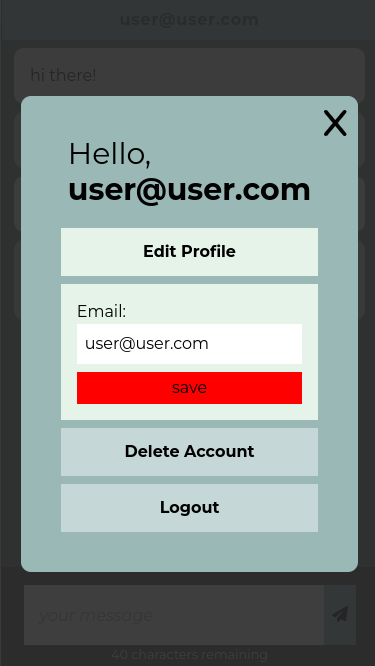 user@user.com
hi there!
X
Hello,
user@user.com
Edit Profile
Email:
user@user.com
save
Delete Account
Logout
your message
40 characters remaining